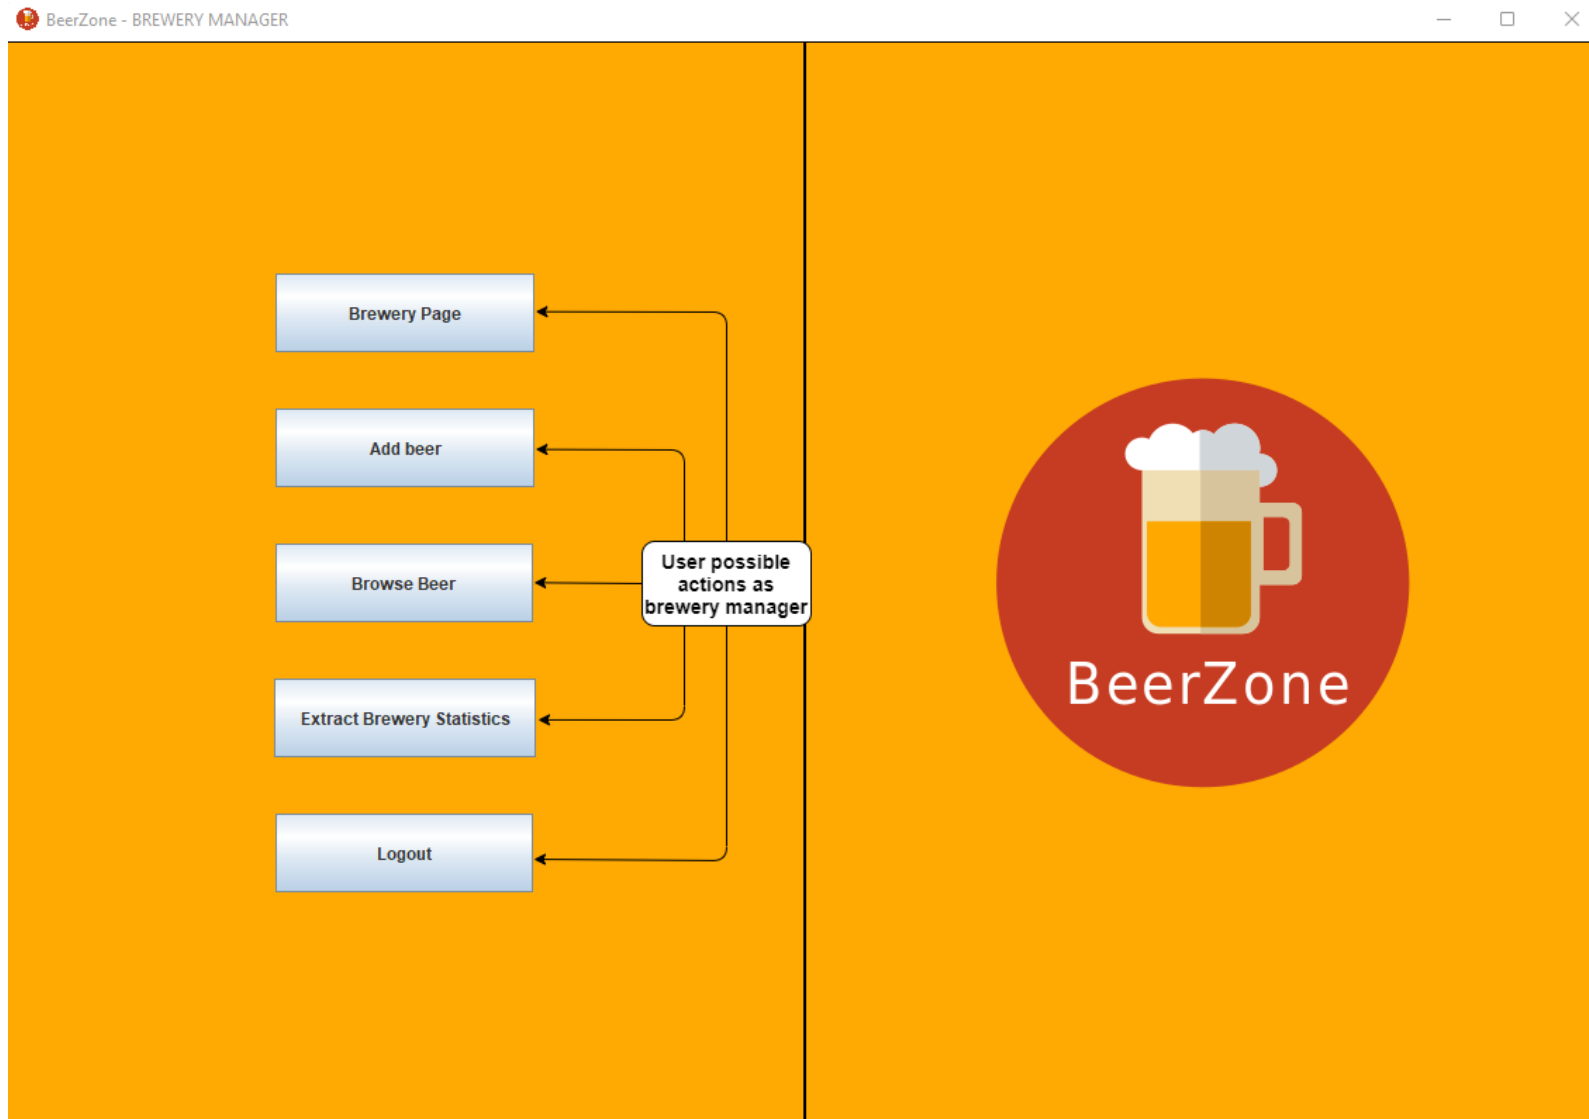 BeerZone - BREWERY MANAGER
Brewery Page
Add beer
Browse Beer
User possible
actions as
brewery manager
Extract Brewery Statistics
Logout
BeerZone